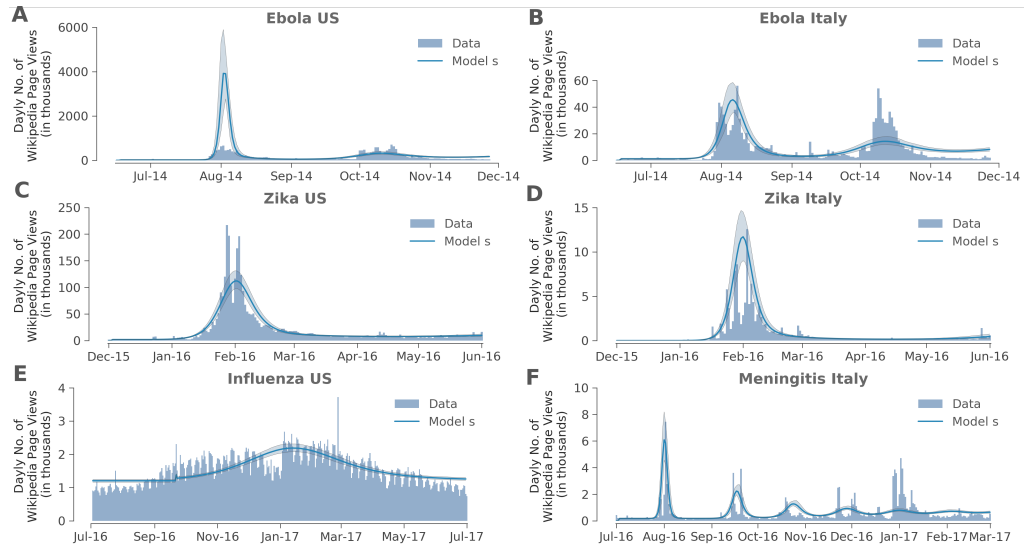 A
Ebola US
Dayly No. of
Wikipedia Page Views
(in thousands)
6000
4000
2000
0
Data
Model s
Jul-14 Aug-14 Sep-14 Oct-14 Nov-14 Dec-14
B
Ebola Italy
Dayly No. of
Wikipedia Page Views
(in thousands)
60
40
20
0
Data
Model s
Jul-14 Aug-14 Sep-14 Oct-14 Nov-14 Dec-14
C
Zika US
Dayly No. of
Wikipedia Page Views
(in thousands)
250
200
150
100
50
0
Data
Model s
Dec-15 Jan-16 Feb-16 Mar-16 Apr-16 May-16 Jun-16
D
Zika Italy
Dayly No. of
Wikipedia Page Views
(in thousands)
15
10
5
0
Data
Model s
Dec-15 Jan-16 Feb-16 Mar-16 Apr-16 May-16 Jun-16
E
Influenza US
Dayly No. of
Wikipedia Page Views
(in thousands)
4
3
2
1
0
Data
Model s
Jul-16 Sep-16 Nov-16 Jan-17 Mar-17 May-17 Jul-17
F
Meningitis Italy
Dayly No. of
Wikipedia Page Views
(in thousands)
10
8
6
4
2
0
Data
Model s
Jul-16 Aug-16 Sep-16 Oct-16 Nov-16 Dec-16 Jan-17 Feb-17 Mar-17